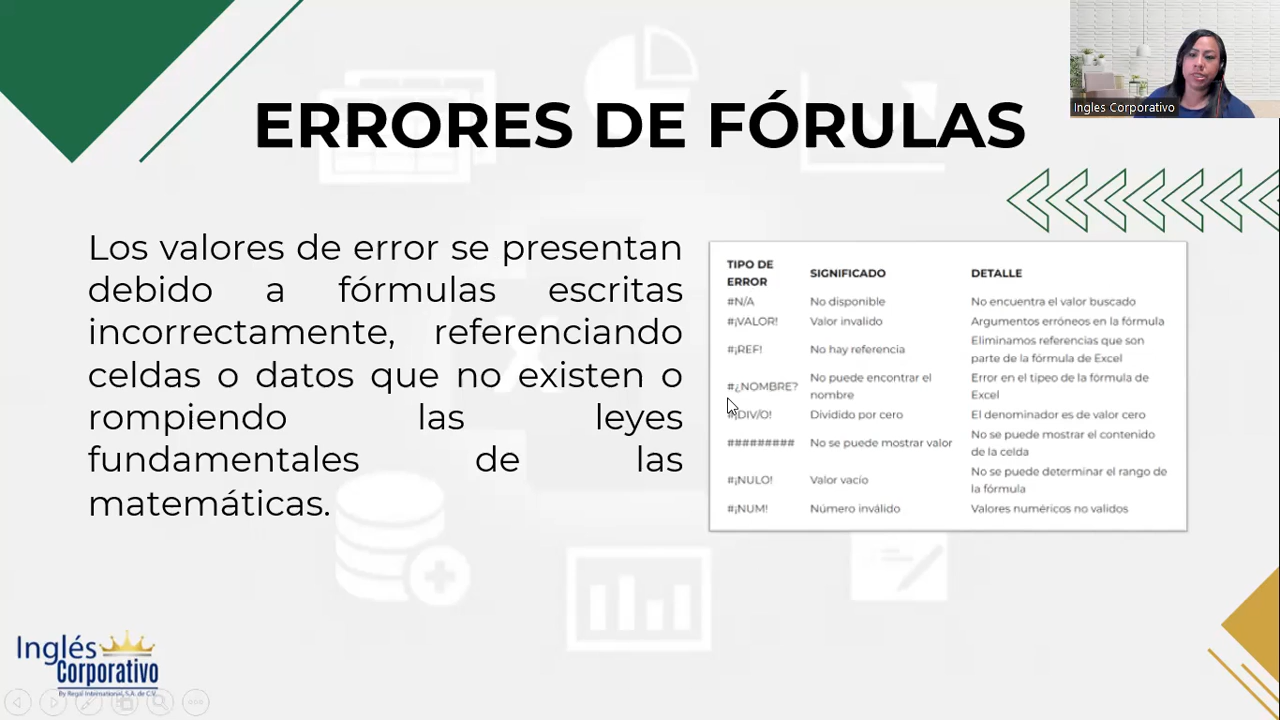 Ingles Corporativo
ERRORES DE FÓRULAS
Los valores de error se presentan
debido a fórmulas escritas
incorrectamente, referenciando
celdas o datos que no existen o
rompiendo las leyes
fundamentales de las
matemáticas.
TIPO DE ERROR SIGNIFICADO DETALLE
#N/A No disponible No encuentra el valor buscado
#¡VALOR! Valor invalido Argumentos erróneos en la fórmula
#¡REF! No hay referencia Eliminamos referencias que son parte de la fórmula de Excel
#¿NOMBRE? No puede encontrar el nombre Error en el tipeo de la fórmula de Excel
#¡DIV/O! Dividido por cero El denominador es de valor cero
######### No se puede mostrar valor No se puede mostrar el contenido de la celda
#¡NULO! Valor vacío No se puede determinar el rango de la fórmula
#¡NUM! Número inválido Valores numéricos no validos
Inglés
Corporativo
By Regal International, S.A. de C.V.